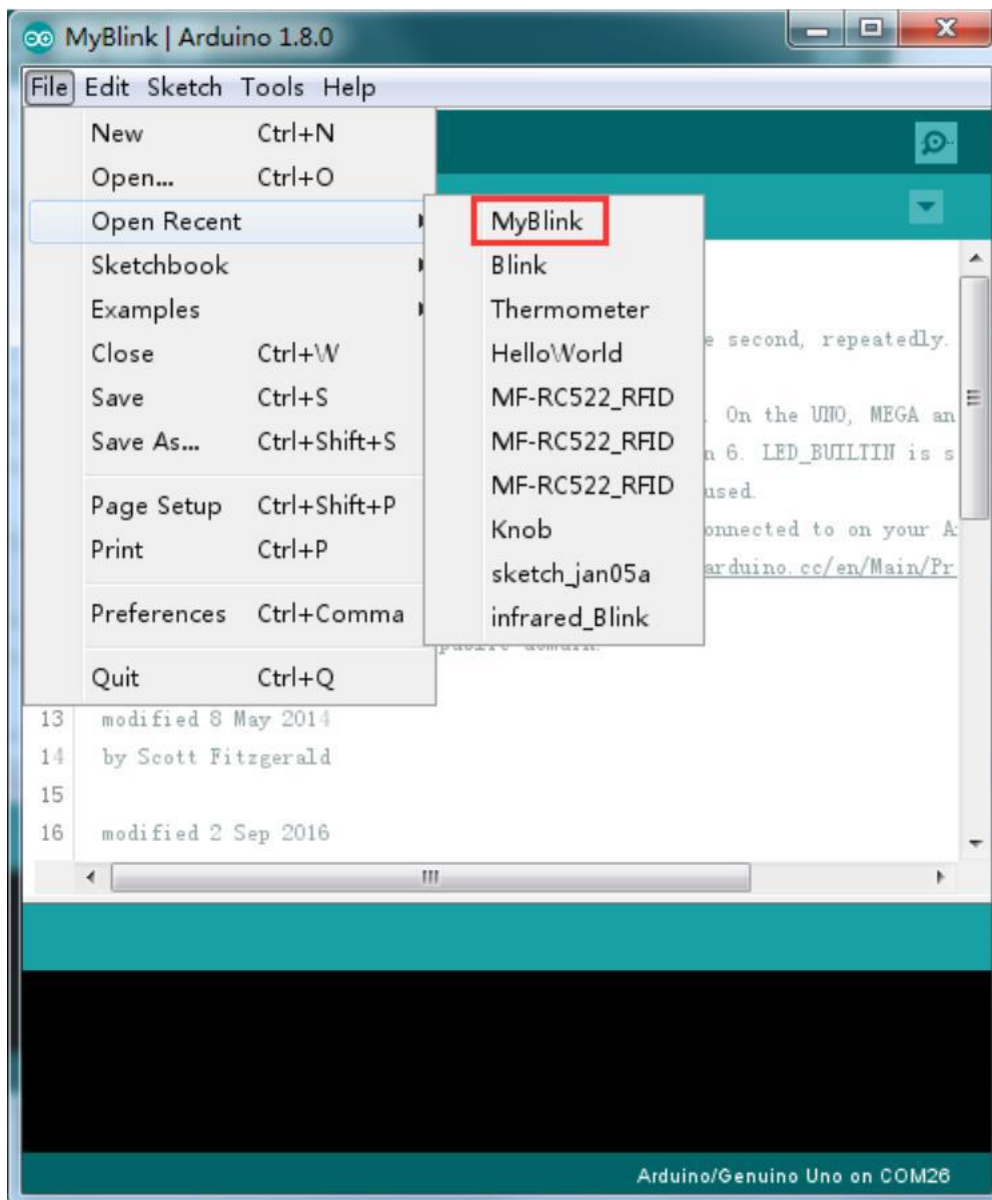 MyBlink | Arduino 1.8.0
File Edit Sketch Tools Help
New Ctrl+N
Open... Ctrl+O
Open Recent
Sketchbook
Examples
Close Ctrl+W
Save Ctrl+S
Save As... Ctrl+Shift+S
Page Setup Ctrl+Shift+P
Print Ctrl+P
Preferences Ctrl+Comma
Quit Ctrl+Q
MyBlink
Blink
Thermometer
HelloWorld
MF-RC522_RFID
MF-RC522_RFID
MF-RC522_RFID
Knob
sketch_jan05a
infrared_Blink
second, repeatedly.
. On the UNO, MEGA an
6. LED_BUILTIN is s
used.
onnected to on your A
arduino.cc/en/Main/Pr
public domain.
13 modified 8 May 2014
14 by Scott Fitzgerald
15
16 modified 2 Sep 2016
Arduino/Genuino Uno on COM26